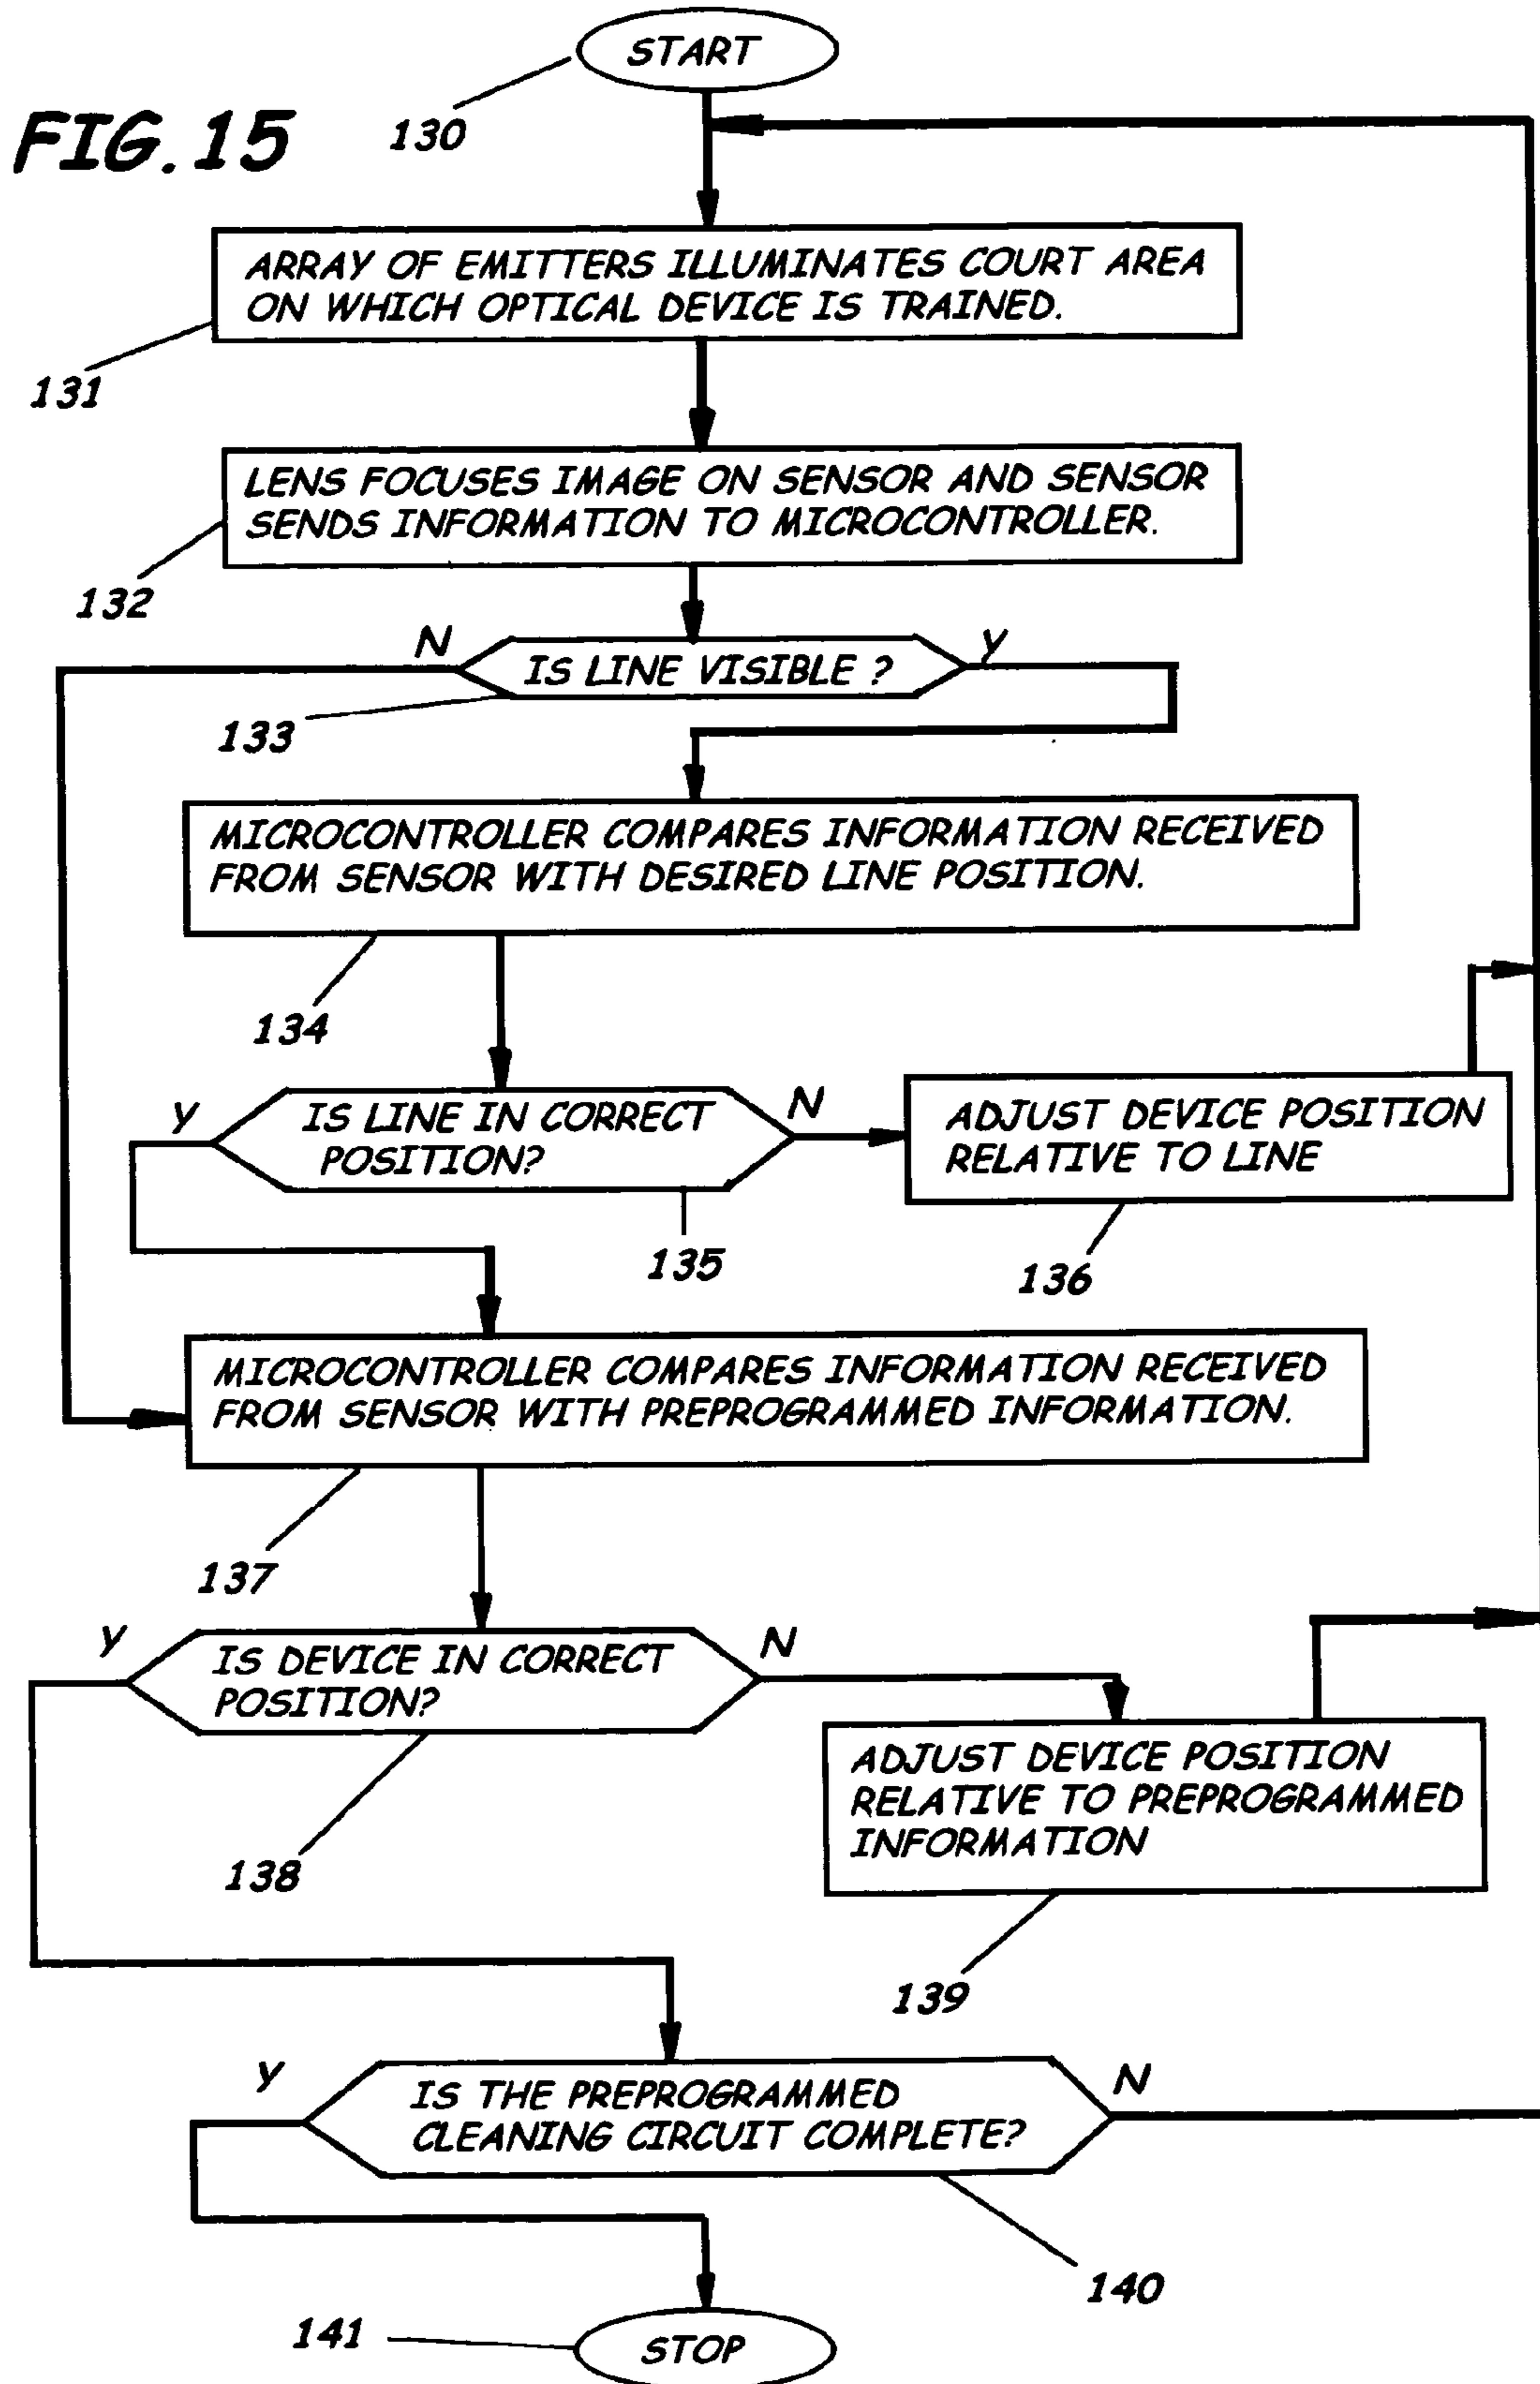 START
FIG. 15
130
ARRAY OF EMITTERS ILLUMINATES COURT AREA
ON WHICH OPTICAL DEVICE IS TRAINED.
131
LENS FOCUSES IMAGE ON SENSOR AND SENSOR
SENDS INFORMATION TO MICROCONTROLLER.
132
N
Y
IS LINE VISIBLE ?
133
MICROCONTROLLER COMPARES INFORMATION RECEIVED
FROM SENSOR WITH DESIRED LINE POSITION.
134
Y
IS LINE IN CORRECT
POSITION?
N
ADJUST DEVICE POSITION
RELATIVE TO LINE
135
136
MICROCONTROLLER COMPARES INFORMATION RECEIVED
FROM SENSOR WITH PREPROGRAMMED INFORMATION.
137
Y
IS DEVICE IN CORRECT
POSITION?
N
138
ADJUST DEVICE POSITION
RELATIVE TO PREPROGRAMMED
INFORMATION
139
Y
IS THE PREPROGRAMMED
CLEANING CIRCUIT COMPLETE?
N
140
141
STOP